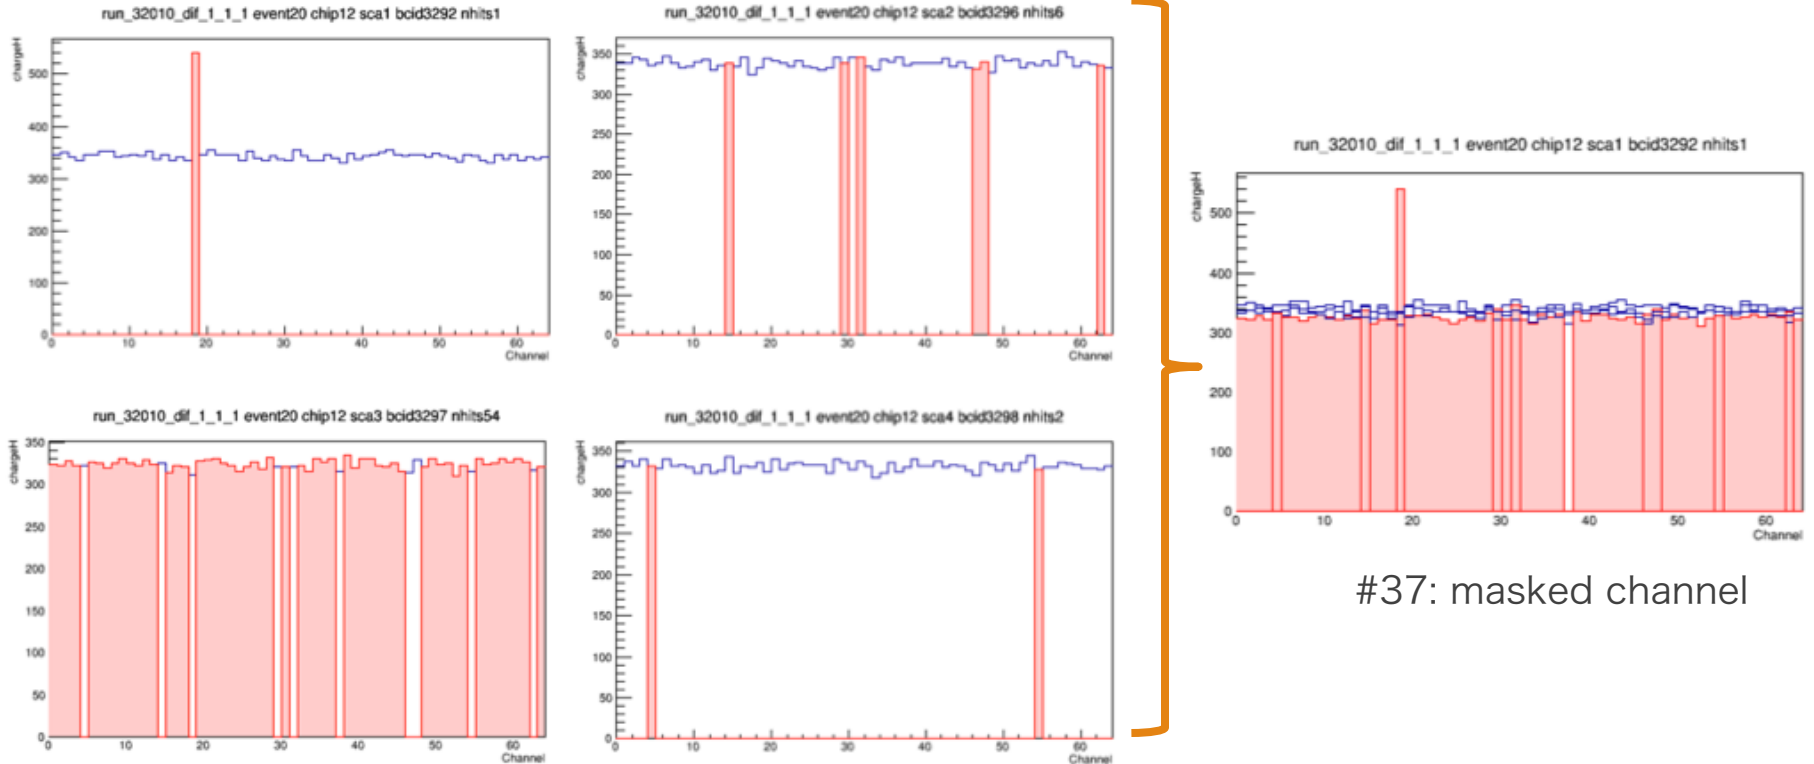 run_32010_dif_1_1_1 event20 chip12 sca1 bcid3292 nhits1
chargeH
500
400
300
200
100
0
0 10 20 30 40 50 60
Channel
run_32010_dif_1_1_1 event20 chip12 sca2 bcid3296 nhits6
chargeH
350
300
250
200
150
100
50
0
0 10 20 30 40 50 60
Channel
run_32010_dif_1_1_1 event20 chip12 sca3 bcid3297 nhits54
chargeH
350
300
250
200
150
100
50
0
0 10 20 30 40 50 60
Channel
run_32010_dif_1_1_1 event20 chip12 sca4 bcid3298 nhits2
chargeH
350
300
250
200
150
100
50
0
0 10 20 30 40 50 60
Channel
run_32010_dif_1_1_1 event20 chip12 sca1 bcid3292 nhits1
chargeH
500
400
300
200
100
0
0 10 20 30 40 50 60
Channel
#37: masked channel